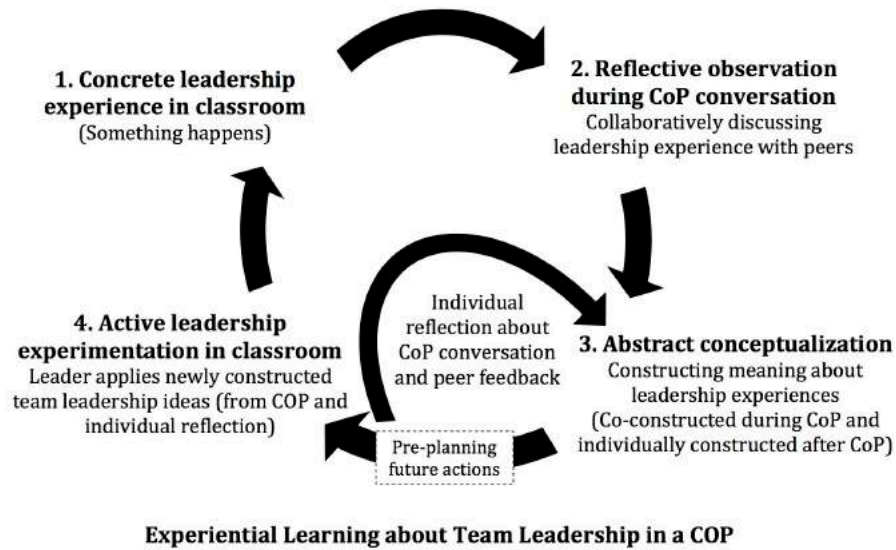 1. Concrete leadership
experience in classroom
(Something happens)
2. Reflective observation
during CoP conversation
Collaboratively discussing
leadership experience with peers
3. Abstract conceptualization
Constructing meaning about
leadership experiences
(Co-constructed during CoP and
individually constructed after CoP)
Individual
reflection about
CoP conversation
and peer feedback
Pre-planning
future actions
4. Active leadership
experimentation in classroom
Leader applies newly constructed
team leadership ideas (from COP and
individual reflection)
Experiential Learning about Team Leadership in a COP